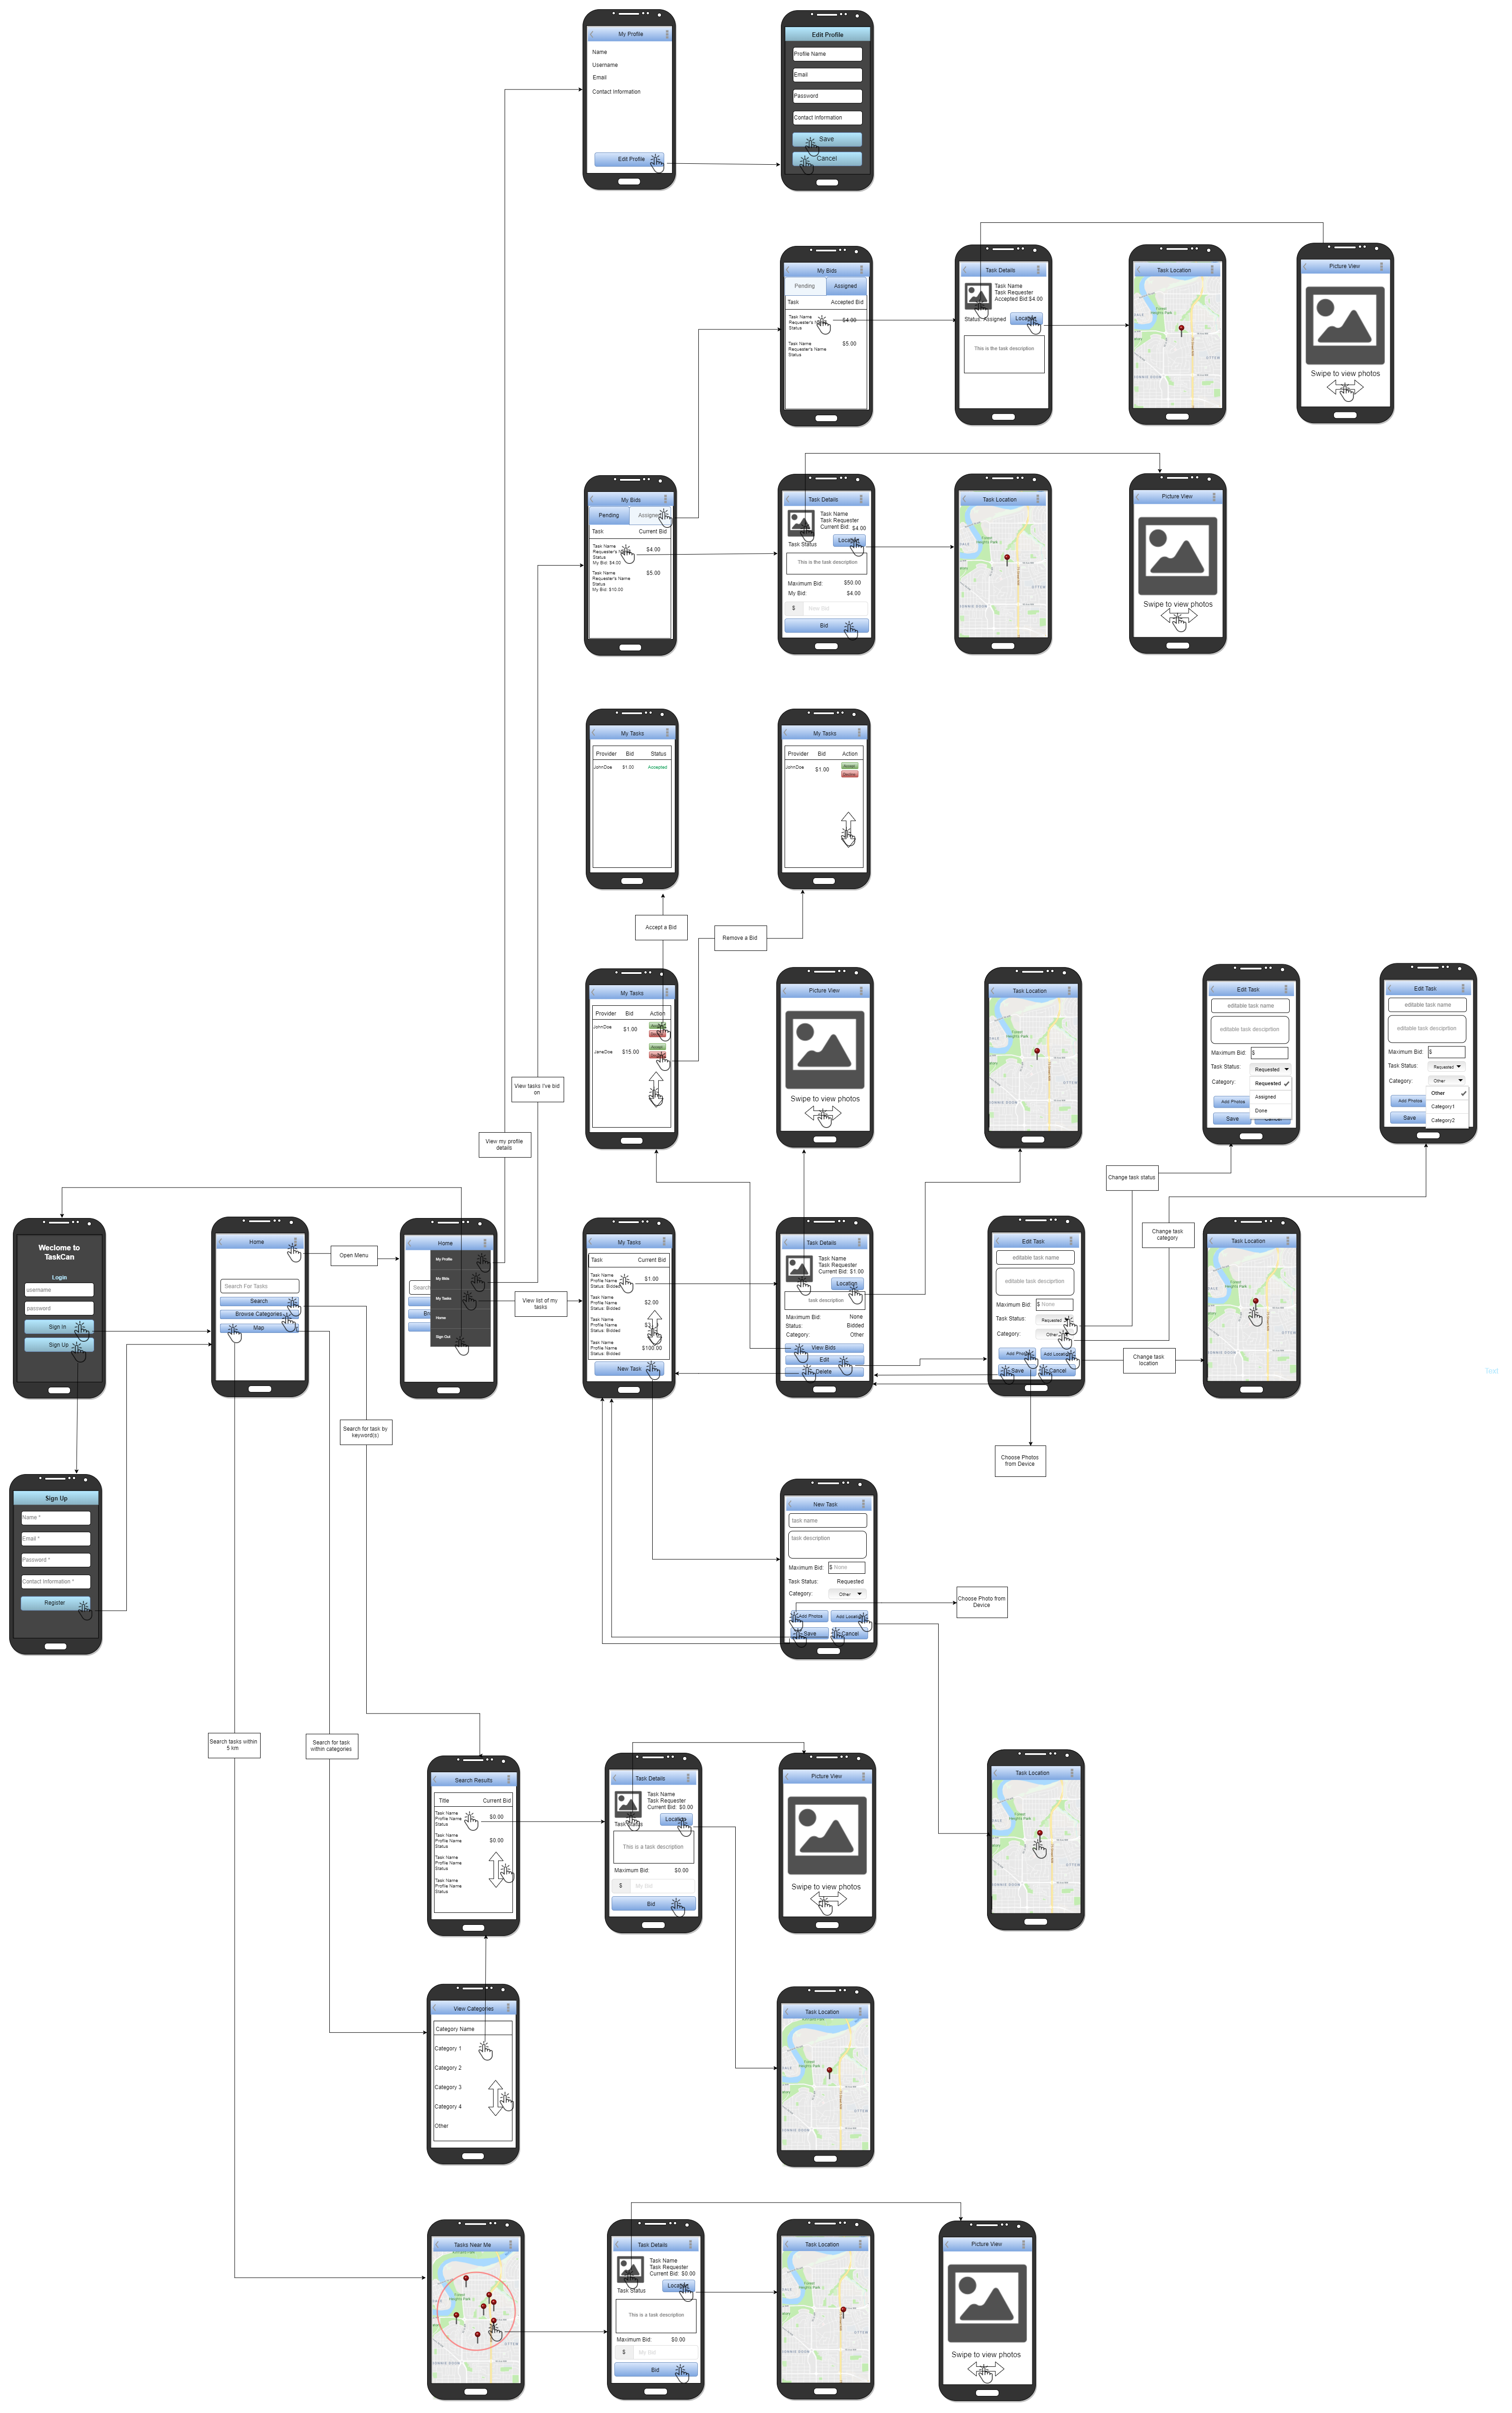 My Profile
Name
Username
Email
Contact Information
Edit Profile
Edit Profile
Profile Name
Email
Password
Contact Information
Save
Cancel
My Bids
Pending
Assigned
Task
Accepted Bid
Task Name
Status
$4.00
Task Name
Requester's Name
Status
$5.00
Task Details
Task Name
Task Requester
Accepted Bid $4.00
Status: Assigned
This is the task description
Task Location
Picture View
Swipe to view photos
My Bids
Pending
Task
Current Bid
Task Name
Status
My Bid: $4.00
$4.00
Task Name
Requester's Name
Status
My Bid: $10.00
$5.00
Task Details
Task Name
Task Requester
Current Bid: $4.00
Task Status
This is the task description
Maximum Bid: $50.00
My Bid: $4.00
$ New Bid
Bid
Task Location
Picture View
Swipe to view photos
My Tasks
Provider Bid Status
JohnDoe $1.00 Accepted
My Tasks
Provider Bid Action
JohnDoe $1.00
Accept a Bid
Remove a Bid
My Tasks
Provider Bid Action
JohnDoe $1.00
JaneDoe $15.00
Picture View
Swipe to view photos
Task Location
Edit Task
editable task name
editable task desciprtion
Maximum Bid: $
Task Status: Requested
Category:
Requested
Assigned
Done
Add Photos
Save
Edit Task
editable task name
editable task desciprtion
Maximum Bid: $
Task Status: Requested
Category: Other
Other
Category1
Category2
Add Photos
Save
View tasks I've bid
on
View my profile
details
Change task status
Change task
category
Weclome to
TaskCan
Login
username
password
Sign In
Sign Up
Home
Search For Tasks
Search
Browse Categories
Map
Open Menu
Home
My Profile
My Bids
My Tasks
Home
Sign Out
View list of my
tasks
My Tasks
Task
Current Bid
Task Name
Profile Name
Status: Bidded
$1.00
Task Name
Profile Name
Status: Bidded
$2.00
Task Name
Profile Name
Status: Bidded
Task Name
Profile Name
Status: Bidded
$100.00
New Task
Task Details
Task Name
Task Requester
Current Bid: $1.00
Location
task description
Maximum Bid: None
Status: Bidded
Category: Other
View Bids
Edit
Delete
Edit Task
editable task name
editable task desciprtion
Maximum Bid: $ None
Task Status: Requested
Category: Other
Add Photos
Add Location
Save
Cancel
Change task
location
Task Location
Text
Search for task by
keyword(s)
Choose Photos
from Device
Sign Up
Name *
Email *
Password *
Contact Information *
Register
New Task
task name
task description
Maximum Bid: $ None
Task Status: Requested
Category: Other
Add Photos
Add Location
Save
Cancel
Choose Photo from
Device
Search tasks within
5 km
Search for task
within categories
Search Results
Title
Current Bid
Task Name
Profile Name
Status
$0.00
Task Name
Profile Name
Status
$0.00
Task Name
Profile Name
Status
Task Name
Profile Name
Status
Task Details
Task Name
Task Requester
Current Bid: $0.00
Location
Task Status
This is a task description
Maximum Bid: $0.00
$ My Bid
Bid
Picture View
Swipe to view photos
Task Location
View Categories
Category Name
Category 1
Category 2
Category 3
Category 4
Other
Task Location
Tasks Near Me
Task Details
Task Name
Task Requester
Current Bid: $0.00
Task Status
This is a task description
Maximum Bid: $0.00
$ My Bid
Bid
Task Location
Picture View
Swipe to view photos